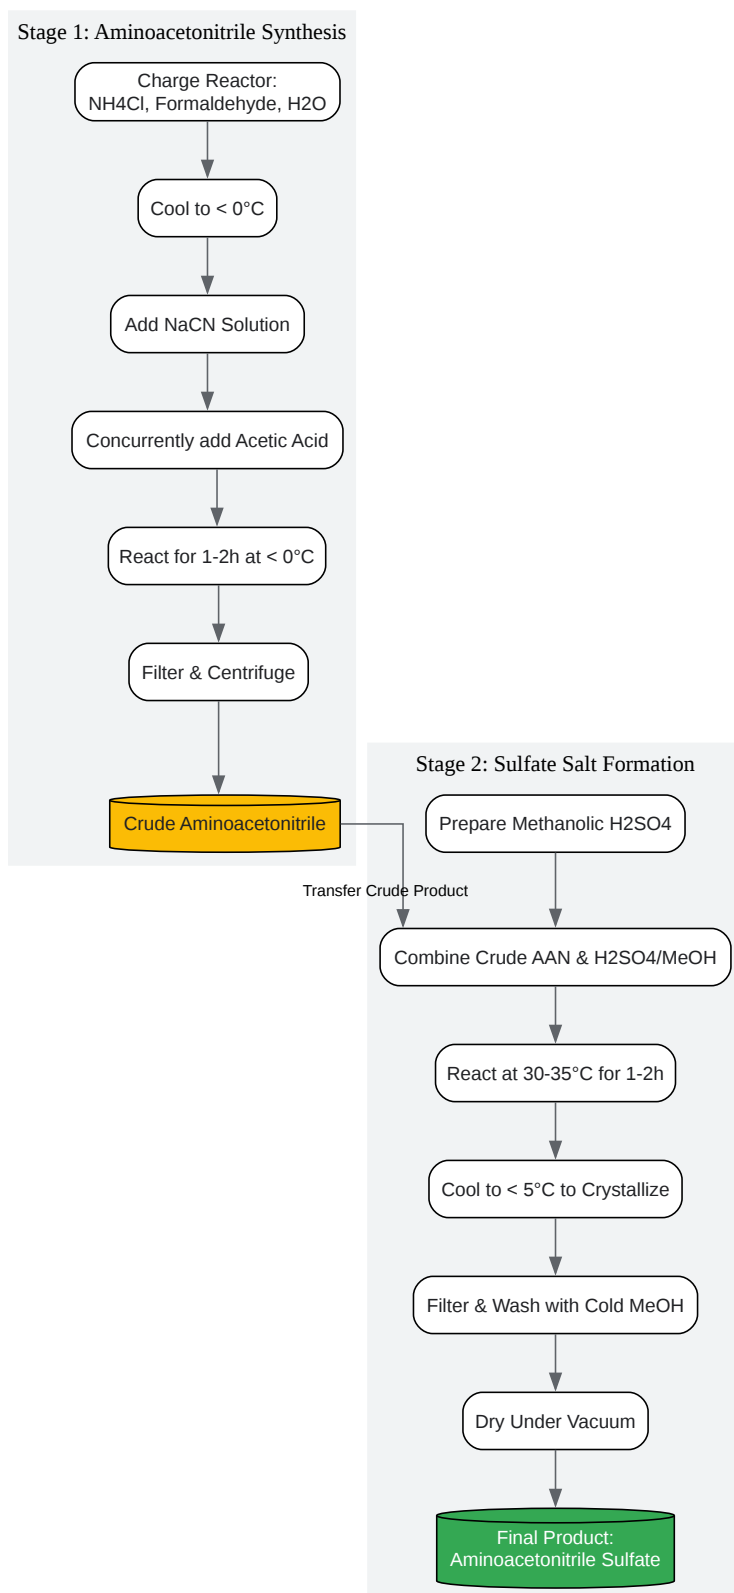 Stage 1: Aminoacetonitrile Synthesis
Charge Reactor:
NH4Cl, Formaldehyde, H2O
Cool to < 0°C
Add NaCN Solution
Concurrently add Acetic Acid
React for 1-2h at < 0°C
Filter & Centrifuge
Crude Aminoacetonitrile
Transfer Crude Product
Stage 2: Sulfate Salt Formation
Prepare Methanolic H2SO4
Combine Crude AAN & H2SO4/MeOH
React at 30-35°C for 1-2h
Cool to < 5°C to Crystallize
Filter & Wash with Cold MeOH
Dry Under Vacuum
Final Product:
Aminoacetonitrile Sulfate